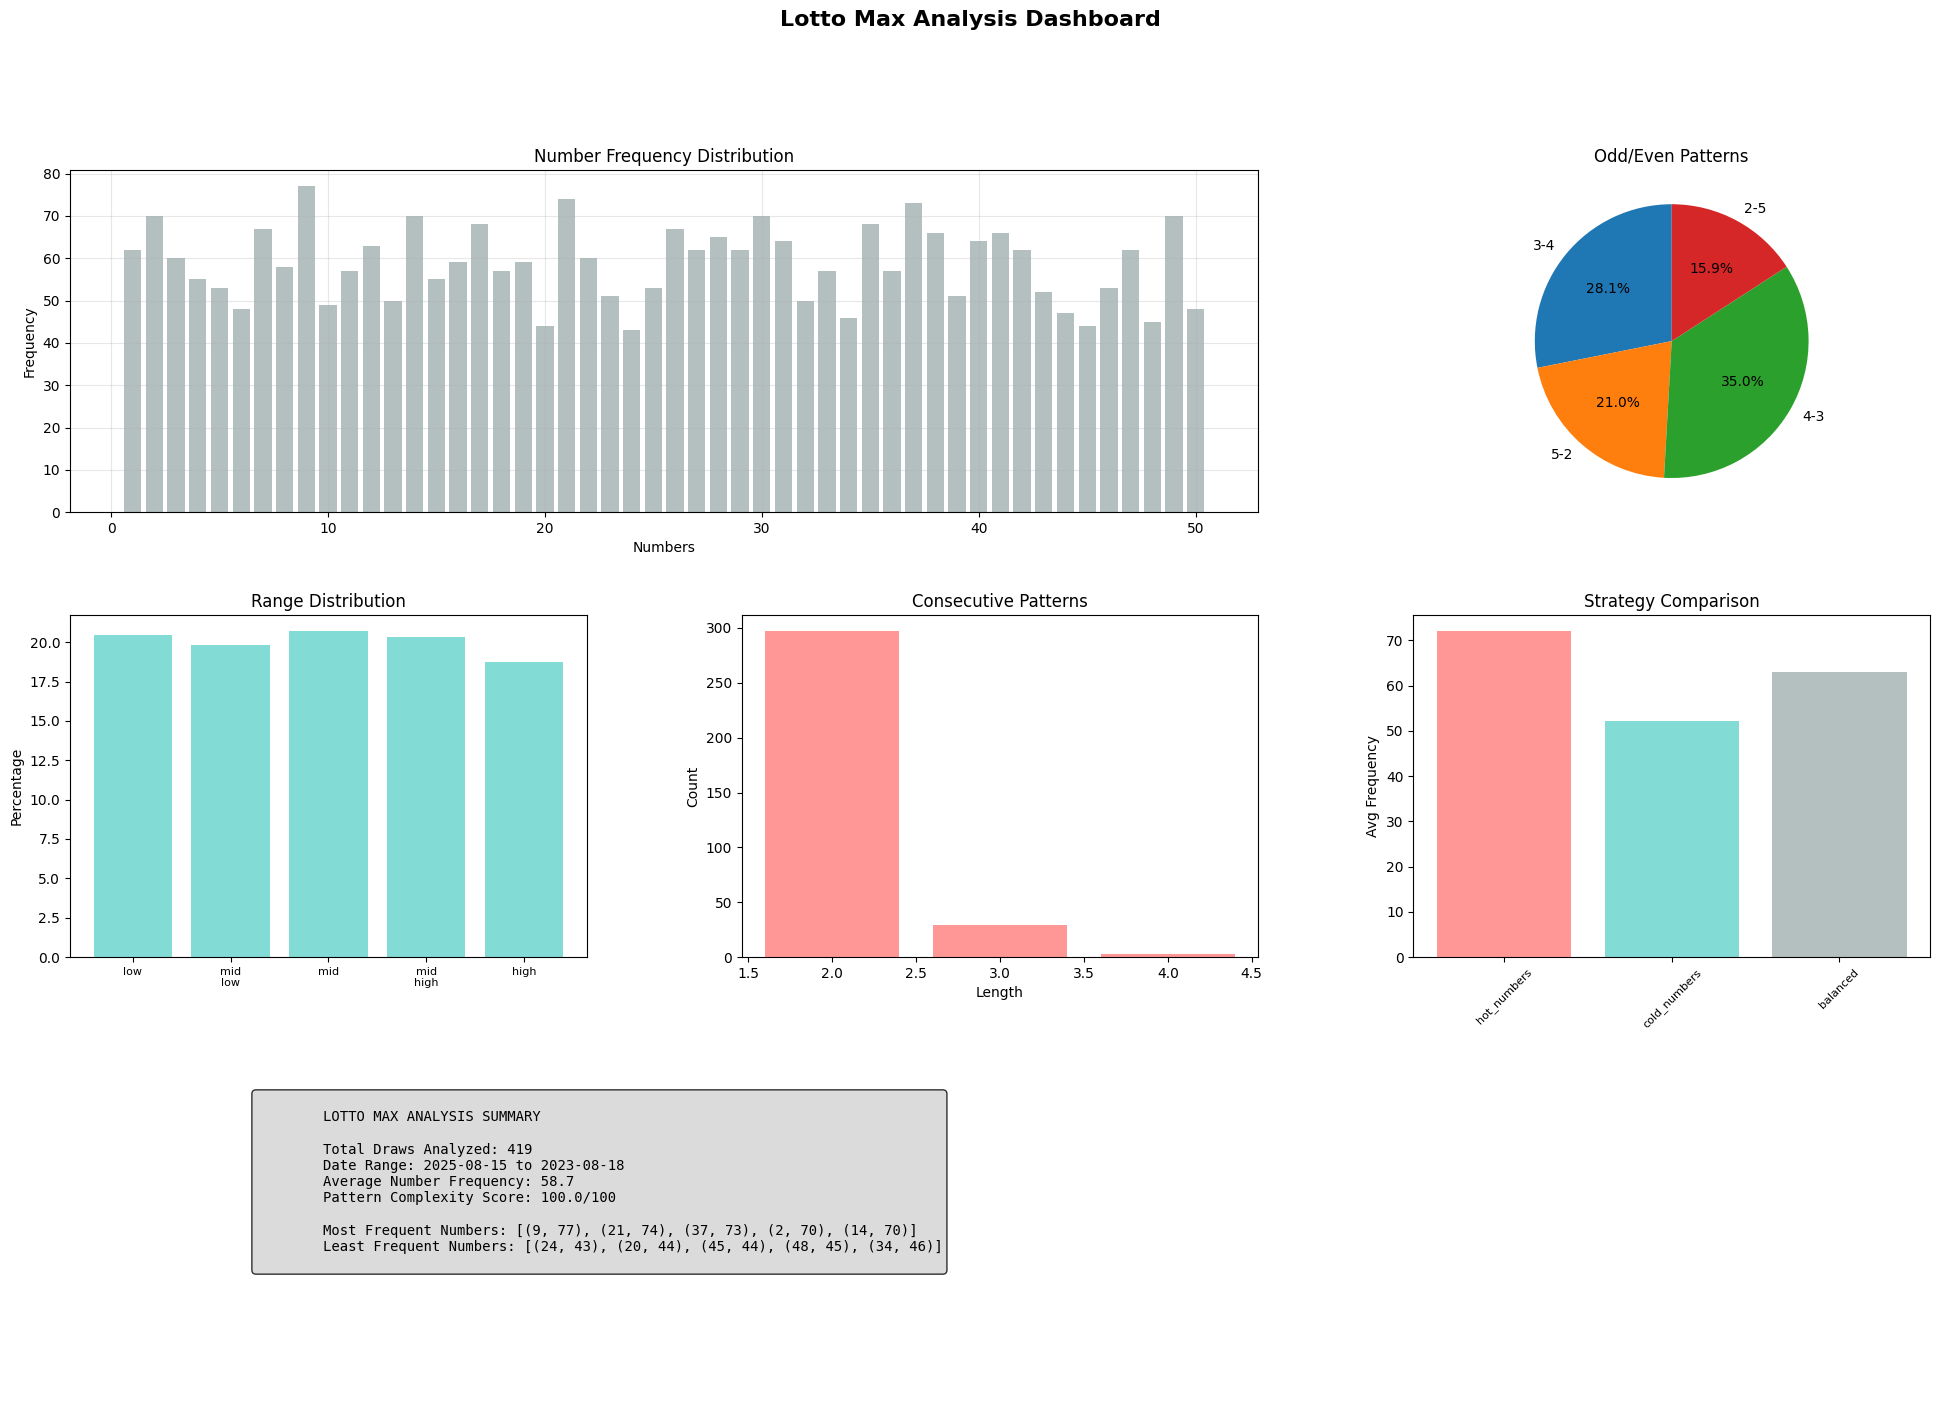 Lotto Max Analysis Dashboard
Number Frequency Distribution
80
70
60
50
40
30
20
10
0
Frequency
0 10 20 30 40 50
Numbers
Odd/Even Patterns
2-5
3-4
15.9%
28.1%
35.0%
21.0%
4-3
5-2
Range Distribution
20.0
17.5
15.0
12.5
10.0
7.5
5.0
2.5
0.0
Percentage
low mid mid mid high
low high
Consecutive Patterns
300
250
200
150
100
50
0
Count
1.5 2.0 2.5 3.0 3.5 4.0 4.5
Length
Strategy Comparison
70
60
50
40
30
20
10
0
Avg Frequency
hot_numbers
cold_numbers
balanced
LOTTO MAX ANALYSIS SUMMARY
Total Draws Analyzed: 419
Date Range: 2025-08-15 to 2023-08-18
Average Number Frequency: 58.7
Pattern Complexity Score: 100.0/100
Most Frequent Numbers: [(9, 77), (21, 74), (37, 73), (2, 70), (14, 70)]
Least Frequent Numbers: [(24, 43), (20, 44), (45, 44), (48, 45), (34, 46)]